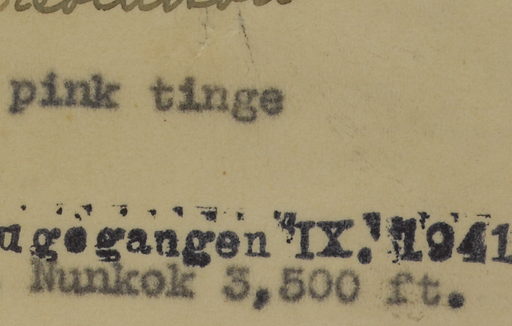 pink tinge
ugegangen IX. 1941
Nunkok 3,500 ft.